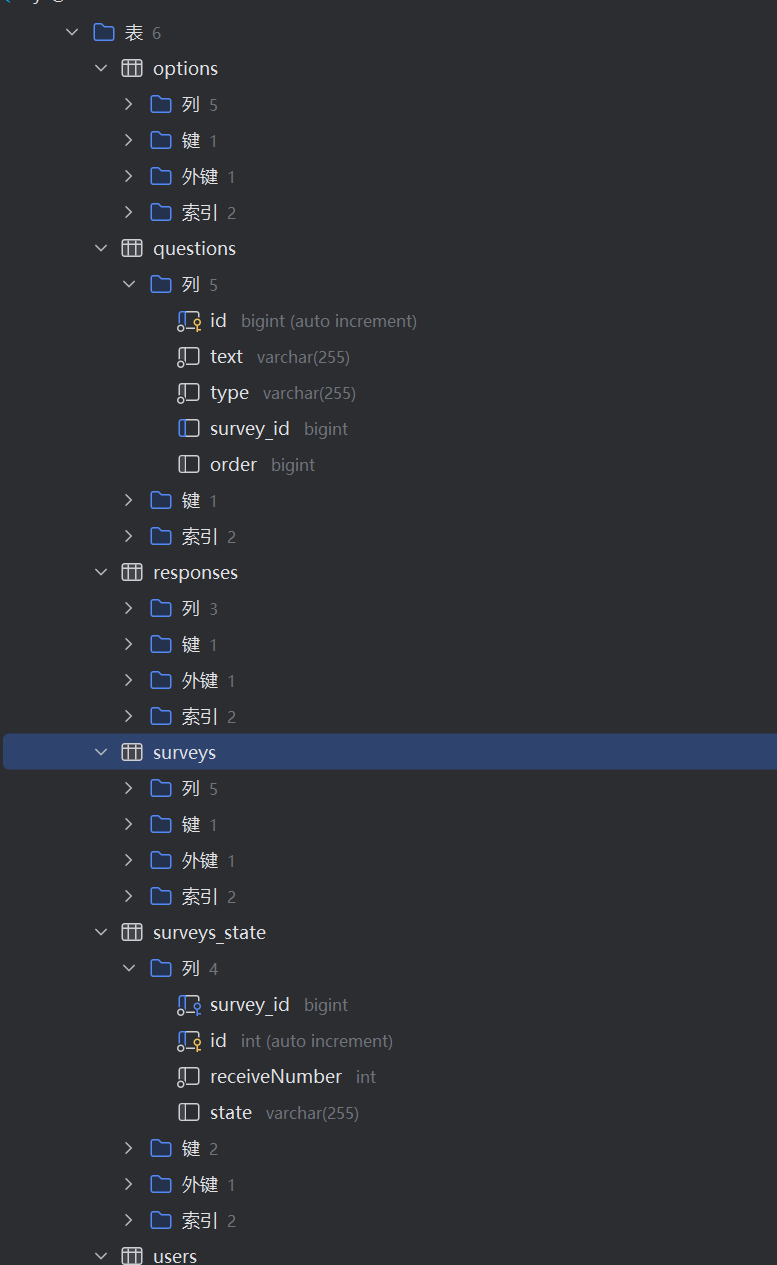 表 6
options
列 5
键 1
外键 1
索引 2
questions
列 5
id bigint (auto increment)
text varchar(255)
type varchar(255)
survey_id bigint
order bigint
键 1
索引 2
responses
列 3
键 1
外键 1
索引 2
surveys
列 5
键 1
外键 1
索引 2
surveys_state
列 4
survey_id bigint
id int (auto increment)
receiveNumber int
state varchar(255)
键 2
外键 1
索引 2
users